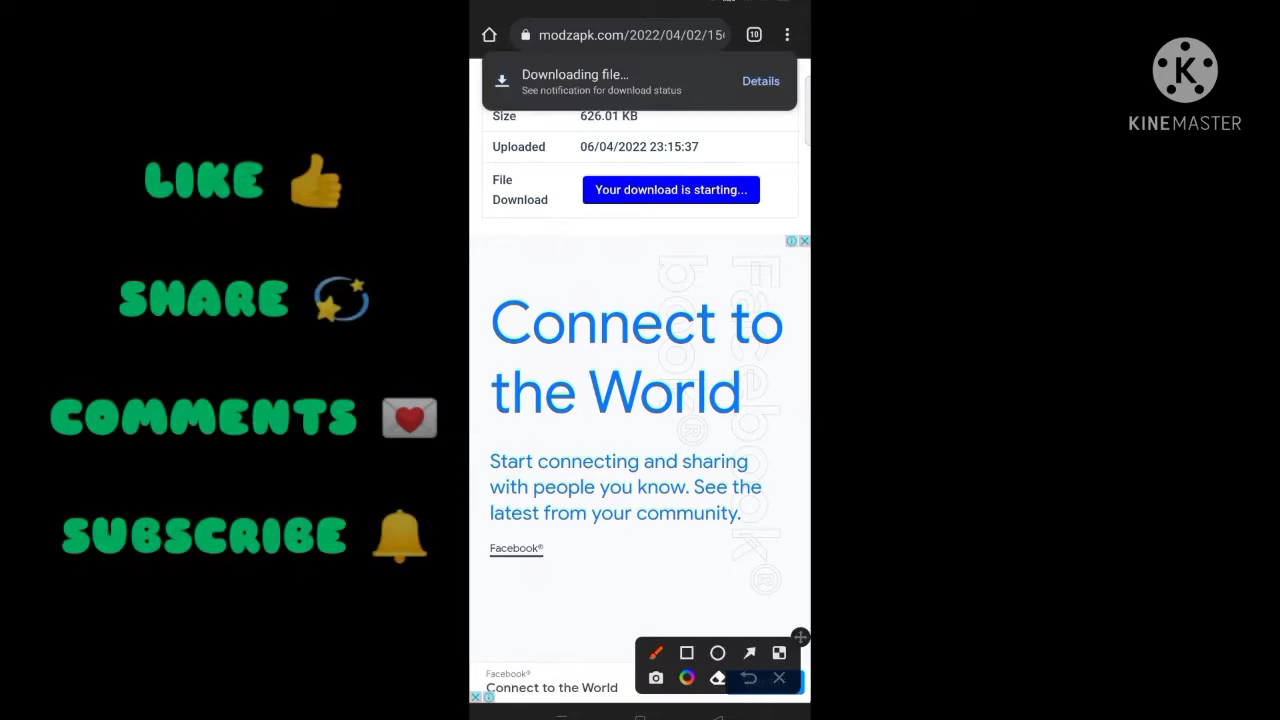 LIKE 👍
SHARE 💫
COMMENTS 💌
SUBSCRIBE 🔔
modzapk.com/2022/04/02/15
10
Downloading file...
See notification for download status
Details
Size 626.01 KB
Uploaded 06/04/2022 23:15:37
File Download
Your download is starting...
Facebook®
Connect to
the World
Start connecting and sharing
with people you know. See the
latest from your community.
Facebook®
Facebook®
Connect to the World
K
KINEMASTER